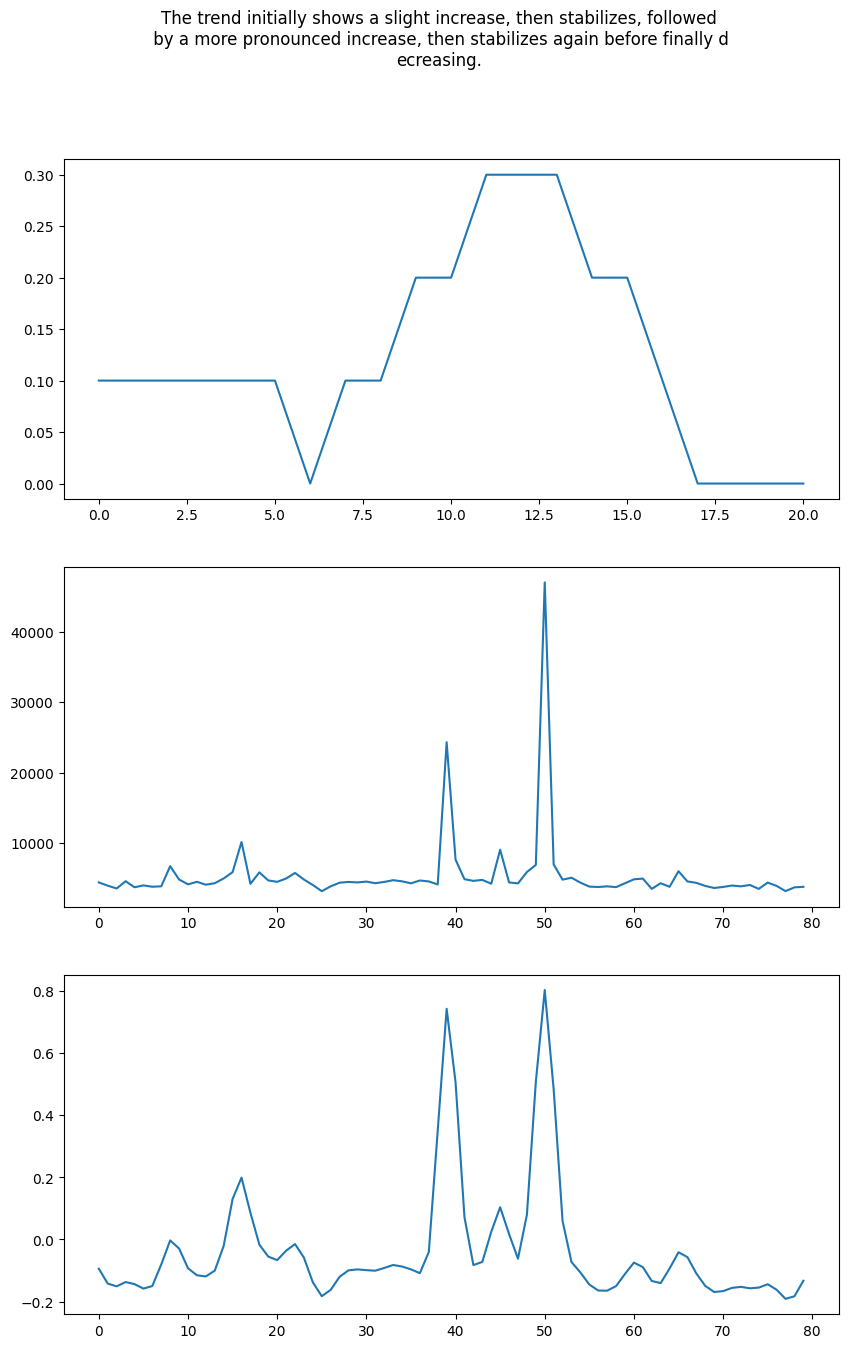 The trend initially shows a slight increase, then stabilizes, followed
by a more pronounced increase, then stabilizes again before finally d
ecreasing.
0.30
0.25
0.20
0.15
0.10
0.05
0.00
0.0 2.5 5.0 7.5 10.0 12.5 15.0 17.5 20.0
40000
30000
20000
10000
0 10 20 30 40 50 60 70 80
0.8
0.6
0.4
0.2
0.0
−0.2
0 10 20 30 40 50 60 70 80